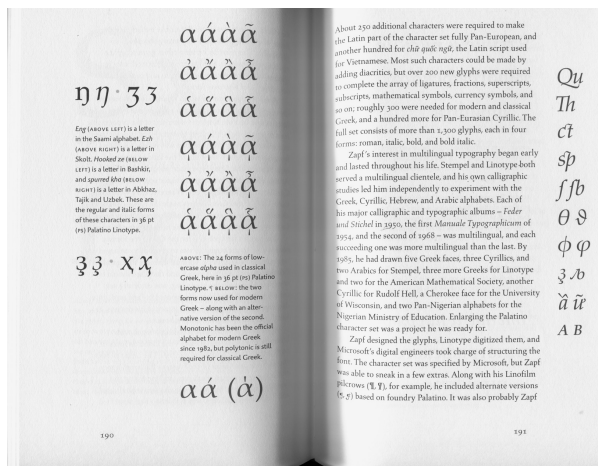 ŋ ŋ · ʒ ʒ
Eng (ABOVE LEFT) is a letter
in the Saami alphabet. Ezh
(ABOVE RIGHT) is a letter in
Skolt. Hooked ze (BELOW
LEFT) is a letter in Bashkir,
and spurred kha (BELOW
RIGHT) is a letter in Abkhaz,
Tajik and Uzbek. These are
the regular and italic forms
of these characters in 36 pt
(PS) Palatino Linotype.
ҙ ҙ · ҳ ҳ
αάὰᾶ
ἀἄἂἆ
ἁἅἃἇ
ᾳᾴᾲᾷ
ᾀᾄᾂᾆ
ᾁᾅᾃᾇ
ABOVE: The 24 forms of low-
ercase alpha used in classical
Greek, here in 36 pt (PS) Palatino
Linotype. ¶ BELOW: the two
forms now used for modern
Greek – along with an alter-
native version of the second.
Monotonic has been the official
alphabet for modern Greek
since 1982, but polytonic is still
required for classical Greek.
αά (ἀ)
190
About 250 additional characters were required to make
the Latin part of the character set fully Pan-European, and
another hundred for chữ quốc ngữ, the Latin script used
for Vietnamese. Most such characters could be made by
adding diacritics, but over 200 new glyphs were required
to complete the array of ligatures, fractions, superscripts,
subscripts, mathematical symbols, currency symbols, and
so on; roughly 300 were needed for modern and classical
Greek, and a hundred more for Pan-Eurasian Cyrillic. The
full set consists of more than 1,300 glyphs, each in four
forms: roman, italic, bold, and bold italic.
Zapf's interest in multilingual typography began early
and lasted throughout his life. Stempel and Linotype both
served a multilingual clientele, and his own calligraphic
studies led him independently to experiment with the
Greek, Cyrillic, Hebrew, and Arabic alphabets. Each of
his major calligraphic and typographic albums – Feder
und Stichel in 1950, the first Manuale Typographicum of
1954, and the second of 1968 – was multilingual, and each
succeeding one was more multilingual than the last. By
1985, he had drawn five Greek faces, three Cyrillics, and
two Arabics for Stempel, three more Greeks for Linotype
and two for the American Mathematical Society, another
Cyrillic for Rudolf Hell, a Cherokee face for the University
of Wisconsin, and two Pan-Nigerian alphabets for the
Nigerian Ministry of Education. Enlarging the Palatino
character set was a project he was ready for.
Zapf designed the glyphs, Linotype digitized them, and
Microsoft's digital engineers took charge of structuring the
font. The character set was specified by Microsoft, but Zapf
was able to sneak in a few extras. Along with his Linofilm
pilcrows (¶, ¶), for example, he included alternate versions
(¶, ¶) based on foundry Palatino. It was also probably Zapf
Qu
Th
ct
sp
ſſb
θ ϑ
ϕ φ
ҙ
A B
191